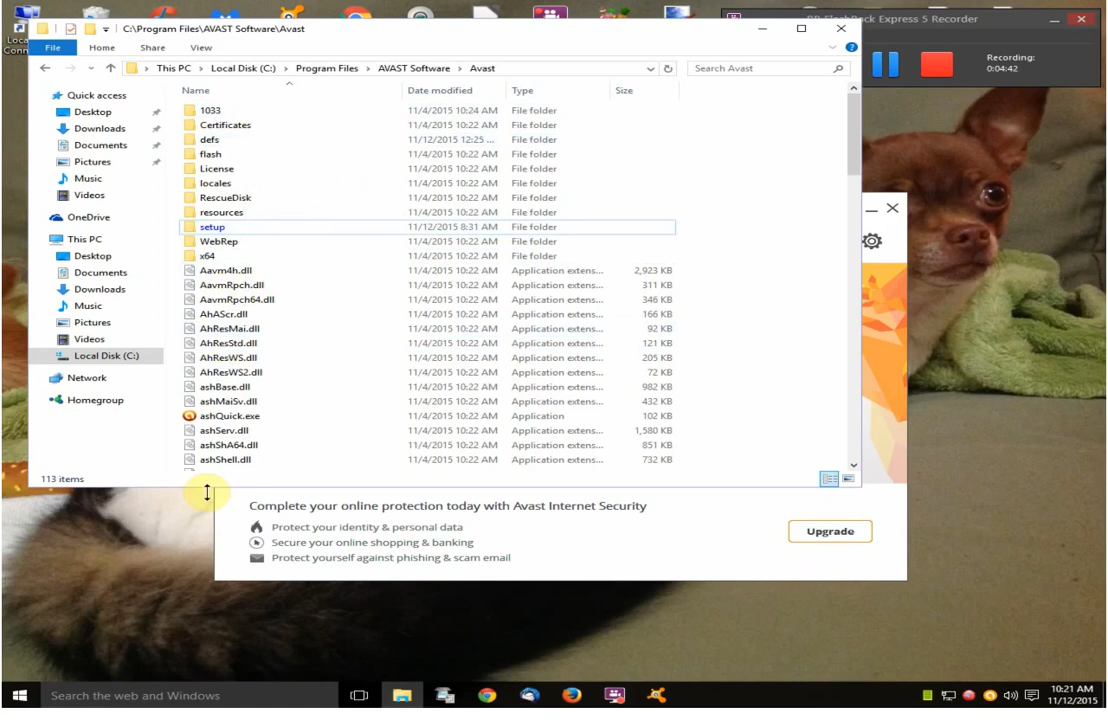 C:\Program Files\AVAST Software\Avast
BB FlashBack Express 5 Recorder
File Home Share View
Recording:
0:04:42
This PC Local Disk (C:) Program Files AVAST Software Avast
Search Avast
Name Date modified Type Size
Quick access
Desktop
Downloads
Documents
Pictures
Music
Videos
OneDrive
This PC
Desktop
Documents
Downloads
Music
Pictures
Videos
Local Disk (C:)
Network
Homegroup
1033 11/4/2015 10:24 AM File folder
Certificates 11/4/2015 10:22 AM File folder
defs 11/12/2015 12:25 ... File folder
flash 11/4/2015 10:22 AM File folder
License 11/4/2015 10:22 AM File folder
locales 11/4/2015 10:22 AM File folder
RescueDisk 11/4/2015 10:22 AM File folder
resources 11/4/2015 10:22 AM File folder
setup 11/12/2015 8:31 AM File folder
WebRep 11/4/2015 10:22 AM File folder
x64 11/4/2015 10:22 AM File folder
Aavm4h.dll 11/4/2015 10:22 AM Application extens... 2,923 KB
AavmRpch.dll 11/4/2015 10:22 AM Application extens... 311 KB
AavmRpch64.dll 11/4/2015 10:22 AM Application extens... 346 KB
AhAScr.dll 11/4/2015 10:22 AM Application extens... 166 KB
AhResMai.dll 11/4/2015 10:22 AM Application extens... 92 KB
AhResStd.dll 11/4/2015 10:22 AM Application extens... 121 KB
AhResWS.dll 11/4/2015 10:22 AM Application extens... 205 KB
AhResWS2.dll 11/4/2015 10:22 AM Application extens... 72 KB
ashBase.dll 11/4/2015 10:22 AM Application extens... 982 KB
ashMaiSv.dll 11/4/2015 10:22 AM Application extens... 432 KB
ashQuick.exe 11/4/2015 10:22 AM Application 102 KB
ashServ.dll 11/4/2015 10:22 AM Application extens... 1,580 KB
ashShA64.dll 11/4/2015 10:22 AM Application extens... 851 KB
ashShell.dll 11/4/2015 10:22 AM Application extens... 732 KB
113 items
Complete your online protection today with Avast Internet Security
Protect your identity & personal data
Secure your online shopping & banking
Protect yourself against phishing & scam email
Upgrade
Search the web and Windows
10:21 AM
11/12/2015